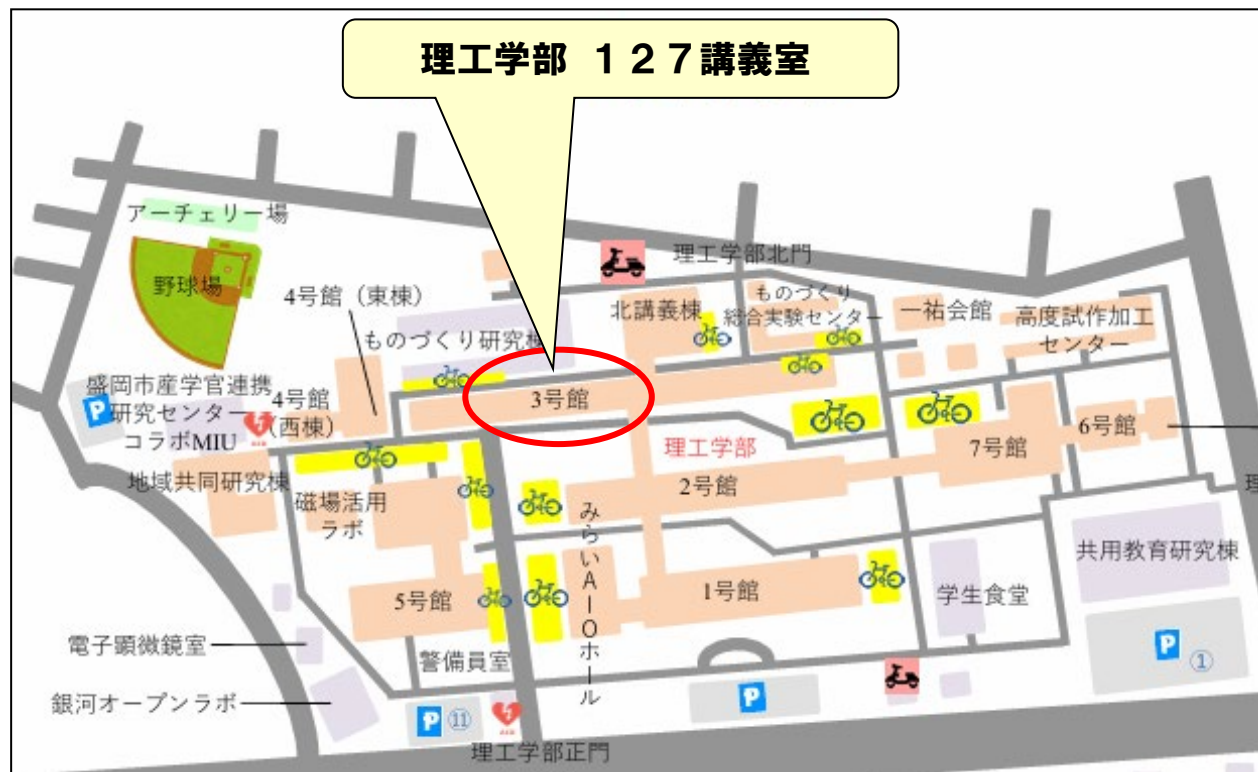 理工学部 １２７講義室
アーチェリー場
理工学部北門
野球場
4号館（東棟）
ものづくり
総合実験センター
北講義棟
一祐会館
高度試作加工
センター
ものづくり研究棟
盛岡市産学官連携
研究センター
コラボMIU
4号館
（西棟）
3号館
理工学部
6号館
7号館
地域共同研究棟
2号館
磁場活用
ラボ
みらいＡＩＯホール
理
共用教育研究棟
1号館
5号館
学生食堂
電子顕微鏡室
警備員室
銀河オープンラボ
P
P
⑪
P
P
①
理工学部正門